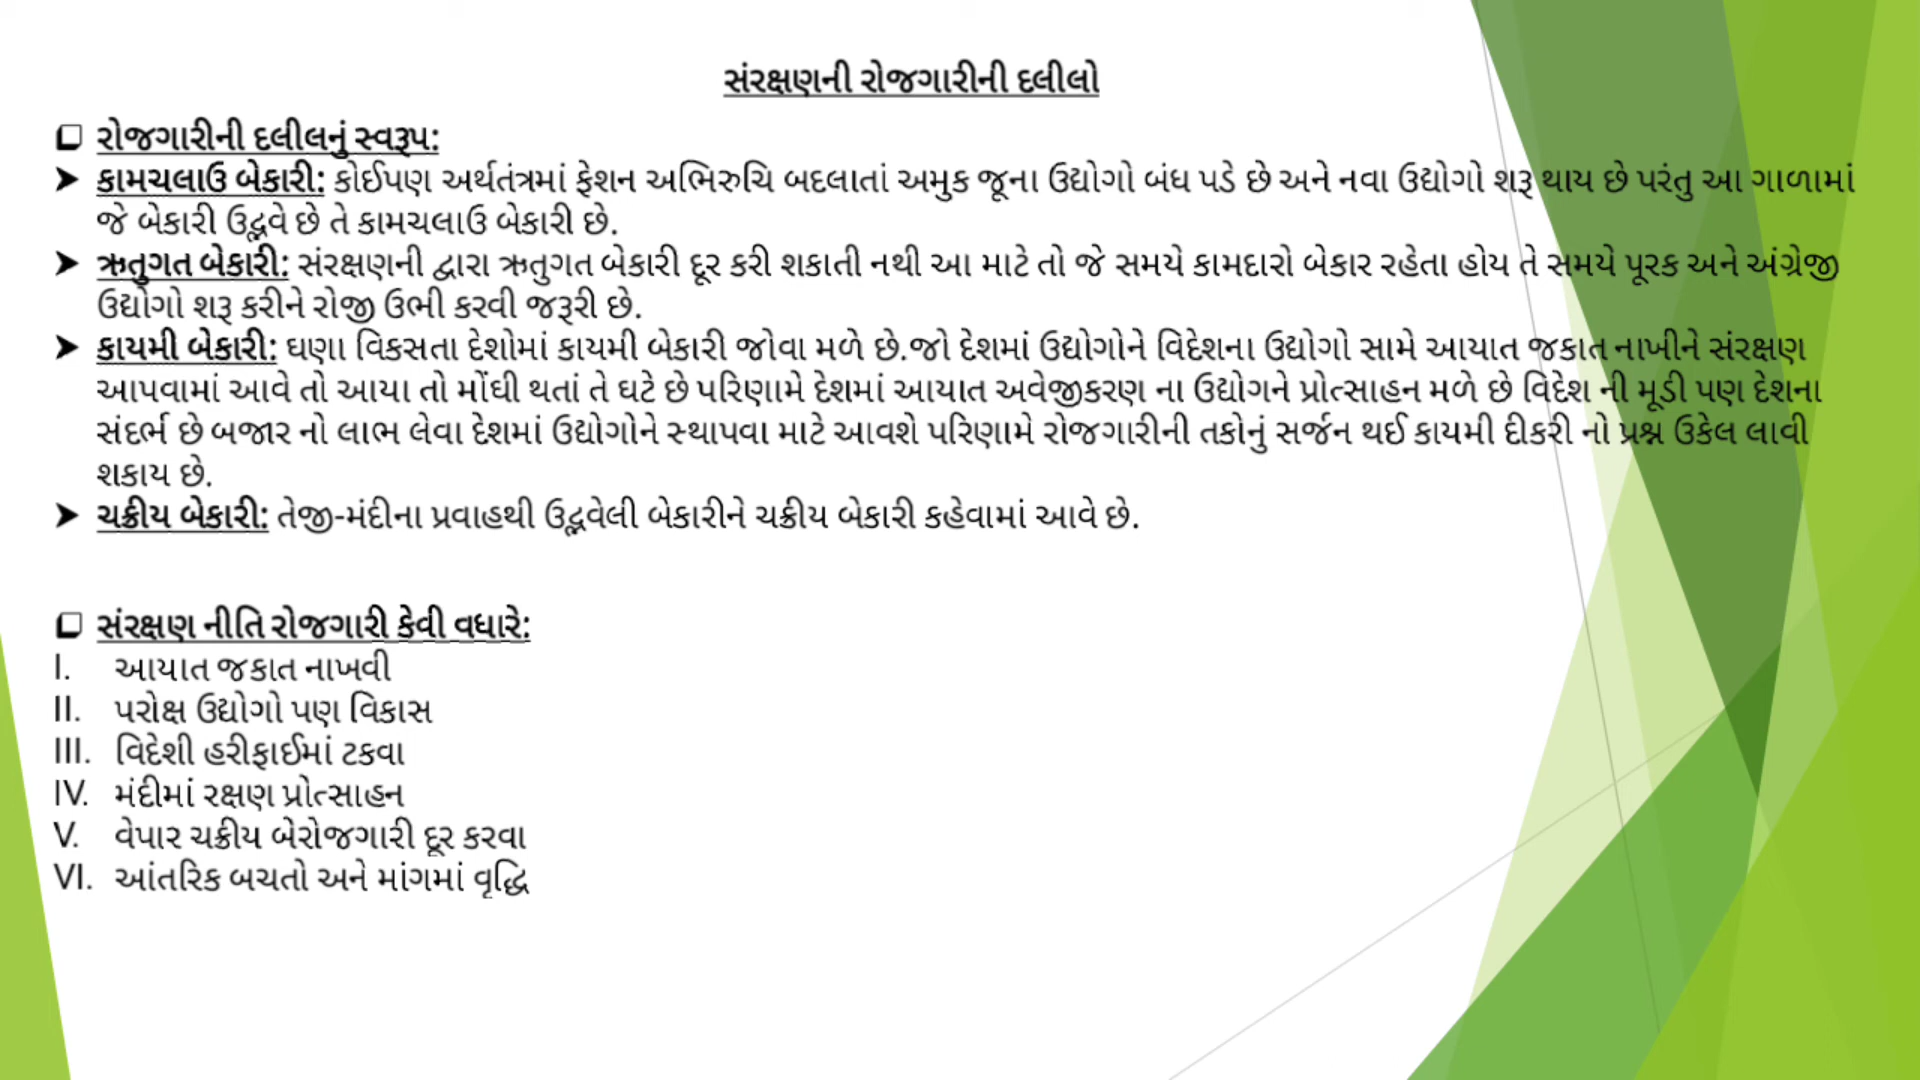 સંરક્ષણની રોજગારીની દલીલો
રોજગારીની દલીલનું સ્વરૂપ:
કામચલાઉ બેકારી: કોઈપણ અર્થતંત્રમાં ફેશન અભિરુચિ બદલાતાં અમુક જૂના ઉદ્યોગો બંધ પડે છે અને નવા ઉદ્યોગો શરૂ થાય છે પરંતુ આ ગાળામાં
જે બેકારી ઉદ્ભવે છે તે કામચલાઉ બેકારી છે.
ઋતુગત બેકારી: સંરક્ષણની દ્વારા ઋતુગત બેકારી દૂર કરી શકાતી નથી આ માટે તો જે સમયે કામદારો બેકાર રહેતા હોય તે સમયે પૂરક અને અંગ્રેજી
ઉદ્યોગો શરૂ કરીને રોજી ઉભી કરવી જરૂરી છે.
કાયમી બેકારી: ઘણા વિકસતા દેશોમાં કાયમી બેકારી જોવા મળે છે.જો દેશમાં ઉદ્યોગોને વિદેશના ઉદ્યોગો સામે આયાત જકાત નાખીને સંરક્ષણ
આપવામાં આવે તો આયા તો મોંઘી થતાં તે ઘટે છે પરિણામે દેશમાં આયાત અવેજીકરણ ના ઉદ્યોગને પ્રોત્સાહન મળે છે વિદેશ ની મૂડી પણ દેશના
સંદર્ભ છે બજાર નો લાભ લેવા દેશમાં ઉદ્યોગોને સ્થાપવા માટે આવશે પરિણામે રોજગારીની તકોનું સર્જન થઈ કાયમી દીકરી નો પ્રશ્ન ઉકેલ લાવી
શકાય છે.
ચક્રીય બેકારી: તેજી-મંદીના પ્રવાહથી ઉદ્ભવેલી બેકારીને ચક્રીય બેકારી કહેવામાં આવે છે.
સંરક્ષણ નીતિ રોજગારી કેવી વધારે:
I. આયાત જકાત નાખવી
II. પરોક્ષ ઉદ્યોગો પણ વિકાસ
III. વિદેશી હરીફાઈમાં ટકવા
IV. મંદીમાં રક્ષણ પ્રોત્સાહન
V. વેપાર ચક્રીય બેરોજગારી દૂર કરવા
VI. આંતરિક બચતો અને માંગમાં વૃદ્ધિ